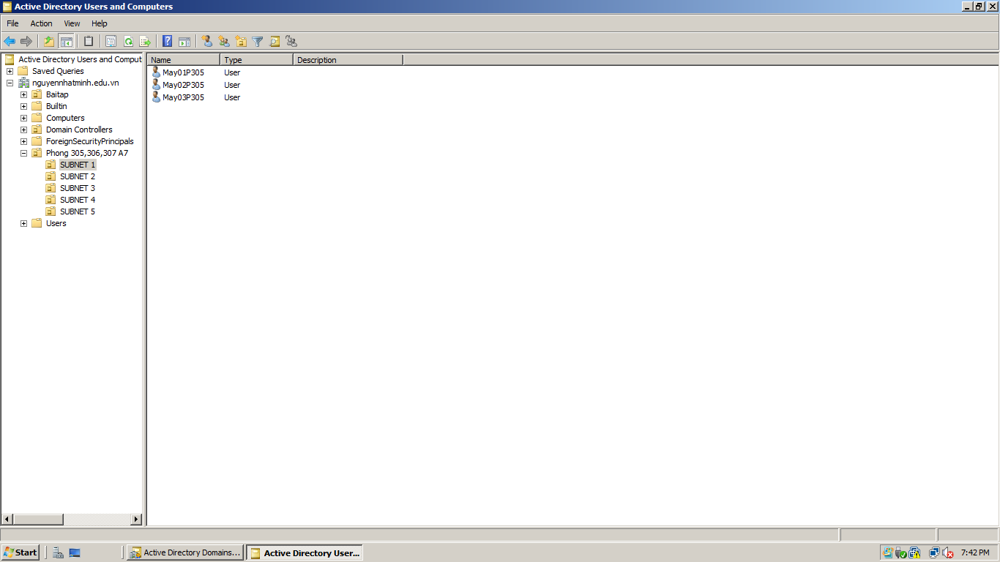 Active Directory Users and Computers
File Action View Help
Active Directory Users and Comput
Saved Queries
nguyennhatminh.edu.vn
Baitap
Builtin
Computers
Domain Controllers
ForeignSecurityPrincipals
Phong 305,306,307 A7
SUBNET 1
SUBNET 2
SUBNET 3
SUBNET 4
SUBNET 5
Users
Name Type Description
May01P305 User
May02P305 User
May03P305 User
Start Active Directory Domains... Active Directory User... 7:42 PM